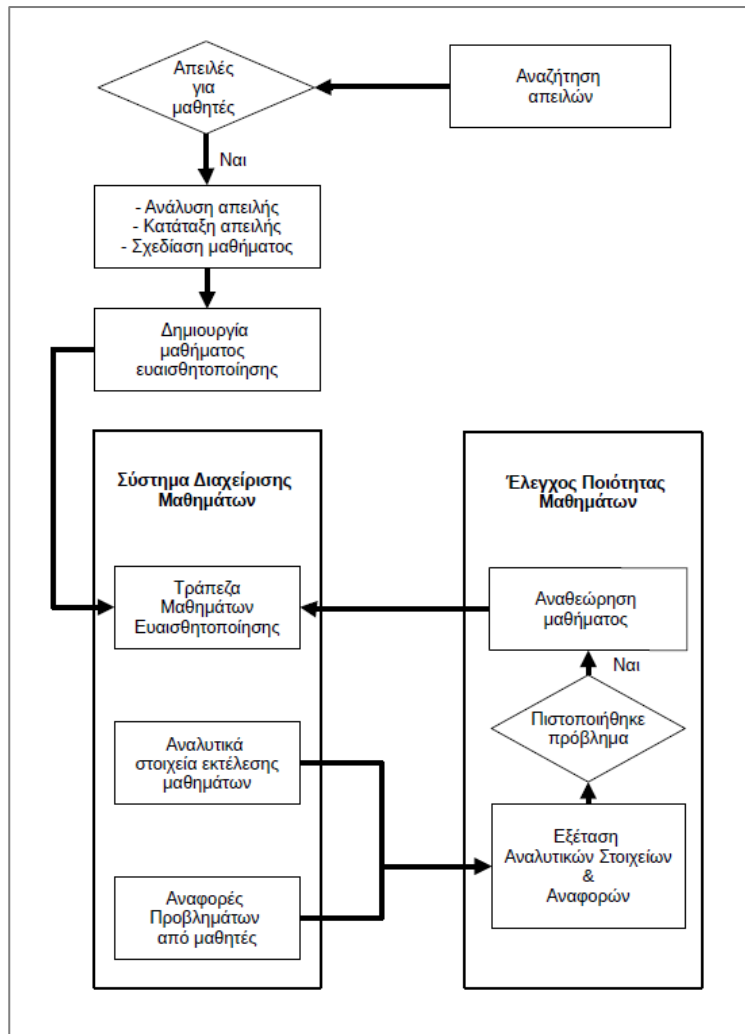 Απειλές
για
μαθητές
Αναζήτηση
απειλών
Ναι
- Ανάλυση απειλής
- Κατάταξη απειλής
- Σχεδίαση μαθήματος
Δημιουργία
μαθήματος
ευαισθητοποίησης
Σύστημα Διαχείρισης
Μαθημάτων
Τράπεζα
Μαθημάτων
Ευαισθητοποίησης
Αναλυτικά
στοιχεία εκτέλεσης
μαθημάτων
Αναφορές
Προβλημάτων
από μαθητές
Έλεγχος Ποιότητας
Μαθημάτων
Αναθεώρηση
μαθήματος
Ναι
Πιστοποιήθηκε
πρόβλημα
Εξέταση
Αναλυτικών Στοιχείων
&
Αναφορών